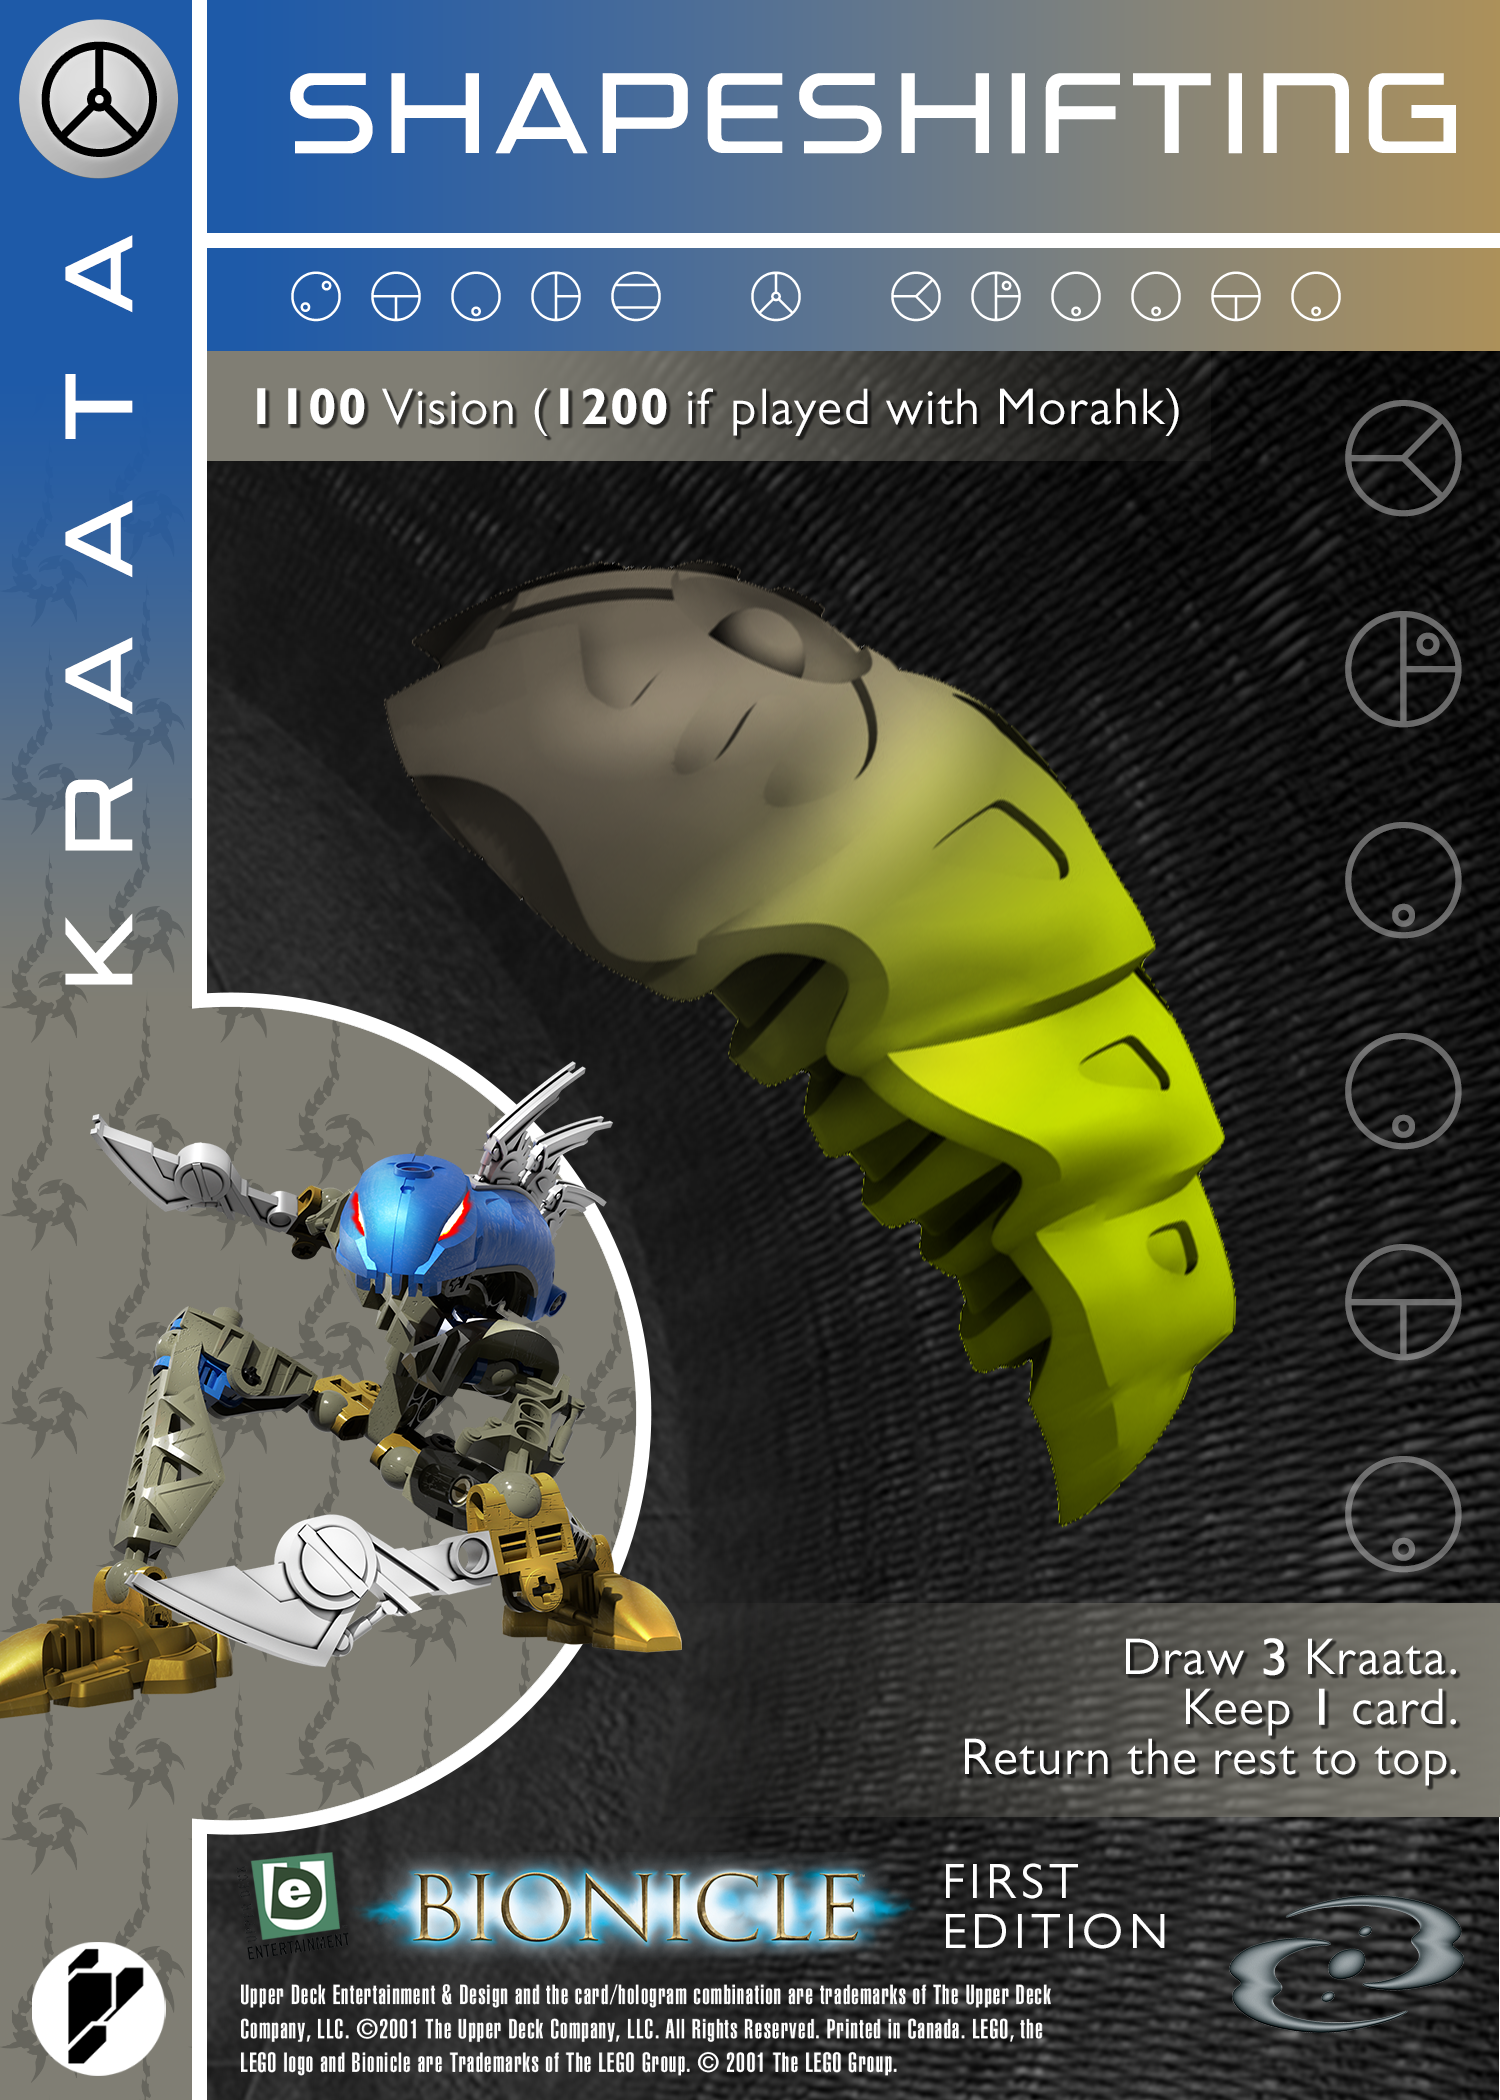 SHAPESHIFTING
KRAATA
1100 Vision (1200 if played with Morahk)
Draw 3 Kraata.
Keep 1 card.
Return the rest to top.
e
ENTERTAINMENT
BIONICLE
FIRST
EDITION
Upper Deck Entertainment & Design and the card/hologram combination are trademarks of The Upper Deck
Company, LLC. ©2001 The Upper Deck Company, LLC. All Rights Reserved. Printed in Canada. LEGO, the
LEGO logo and Bionicle are Trademarks of The LEGO Group. © 2001 The LEGO Group.